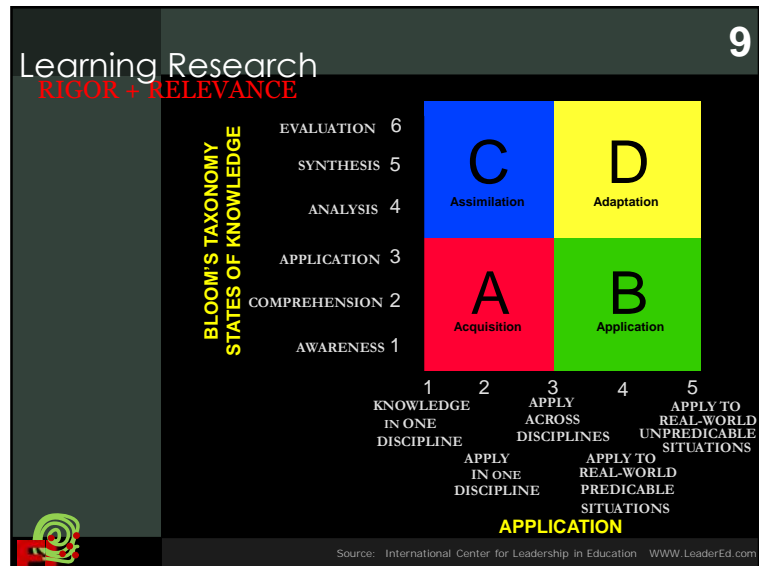 9
Learning Research
RIGOR + RELEVANCE
BLOOM'S TAXONOMY
STATES OF KNOWLEDGE
EVALUATION 6
SYNTHESIS 5
ANALYSIS 4
APPLICATION 3
COMPREHENSION 2
AWARENESS 1
C
Assimilation
D
Adaptation
A
Acquisition
B
Application
1 2 3 4 5
KNOWLEDGE
IN ONE
DISCIPLINE
APPLY
IN ONE
DISCIPLINE
APPLY
ACROSS
DISCIPLINES
APPLY TO
REAL-WORLD
PREDICABLE
SITUATIONS
APPLY TO
REAL-WORLD
UNPREDICABLE
SITUATIONS
APPLICATION
Source: International Center for Leadership in Education WWW.LeaderEd.com